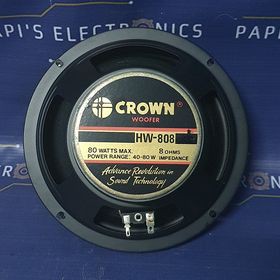 PAPI'S ELECTRONICS
PAPI'S
CROWN®
WOOFER
HW-808
80 WATTS MAX. 8 OHMS
POWER RANGE: 40-80 W IMPEDANCE
Advance Revolution in
Sound Technology